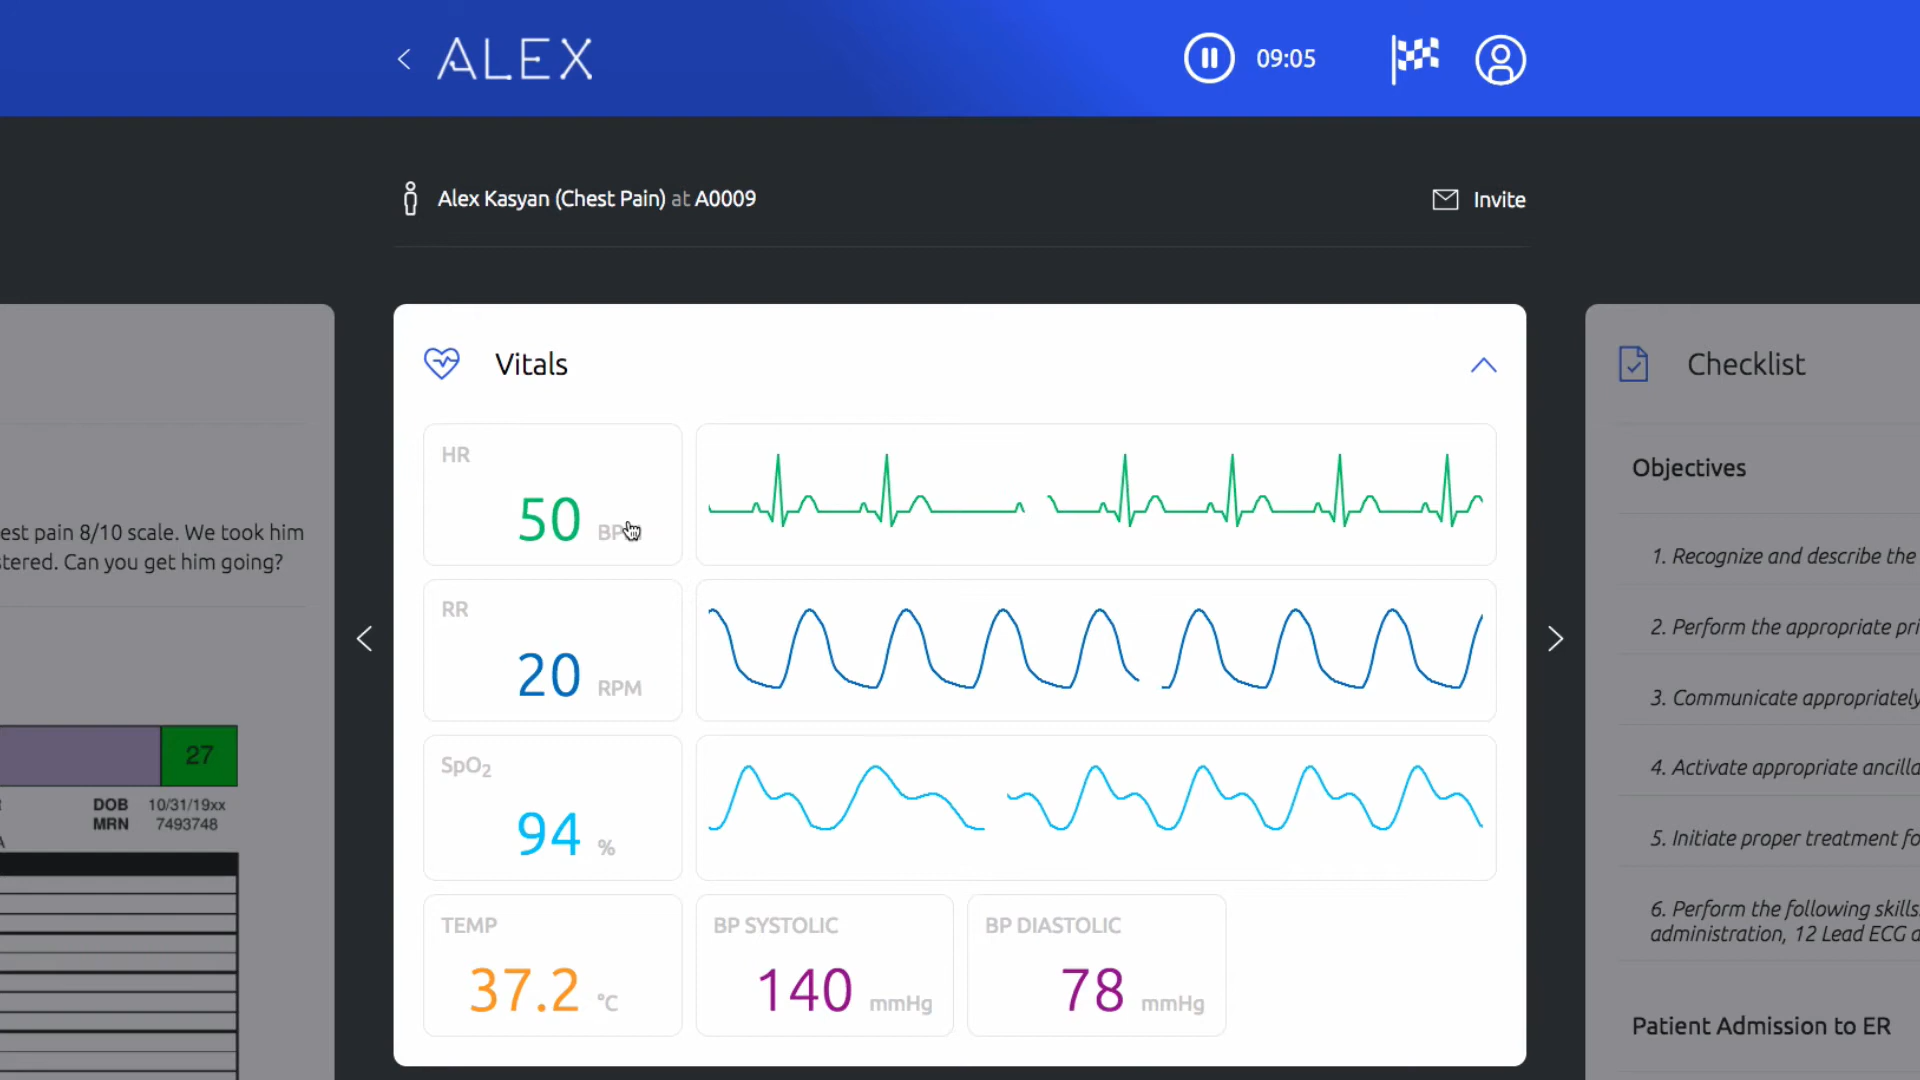 ALEX
09:05
Alex Kasyan (Chest Pain) at A0009
Invite
est pain 8/10 scale. We took him
stered. Can you get him going?
27
DOB 10/31/19xx
MRN 7493748
Vitals
HR
50
RR
20 RPM
SpO2
94 %
TEMP
37.2 °C
BP SYSTOLIC
140 mmHg
BP DIASTOLIC
78 mmHg
Checklist
Objectives
1. Recognize and describe the
2. Perform the appropriate pri
3. Communicate appropriately
4. Activate appropriate ancilla
5. Initiate proper treatment fo
6. Perform the following skills
administration, 12 Lead ECG a
Patient Admission to ER